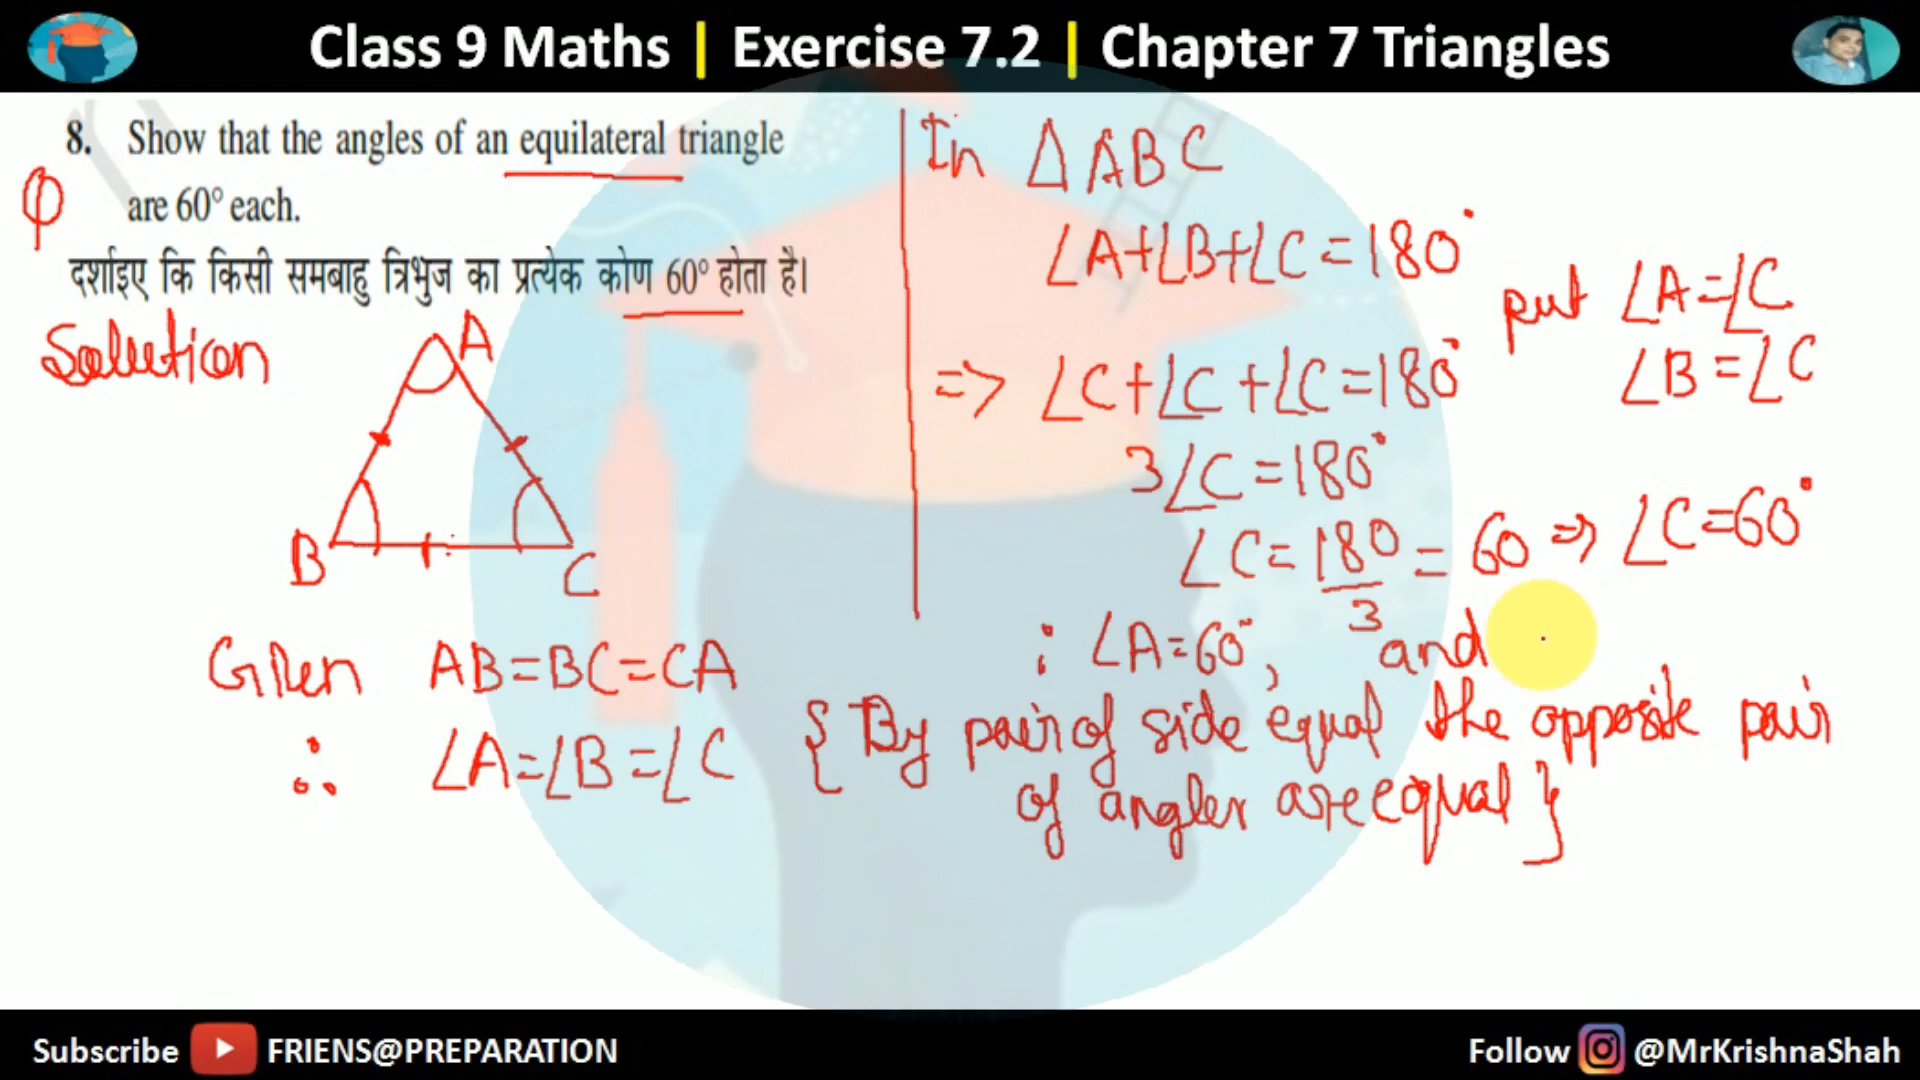 Class 9 Maths | Exercise 7.2 | Chapter 7 Triangles
8. Show that the angles of an equilateral triangle
are 60° each.
दर्शाइए कि किसी समबाहु त्रिभुज का प्रत्येक कोण 60° होता है।
Solution
A
B
C
Given AB=BC=CA
∴ ∠A=∠B=∠C {By pair of side equal the opposite pair
of angles are equal}
In △ABC
∠A+∠B+∠C=180°
put ∠A=∠C
∠B=∠C
=> ∠C+∠C+∠C=180°
3∠C=180°
∠C=180/3=60 => ∠C=60°
: ∠A=60°, and
Subscribe FRIENS@PREPARATION
Follow @MrKrishnaShah